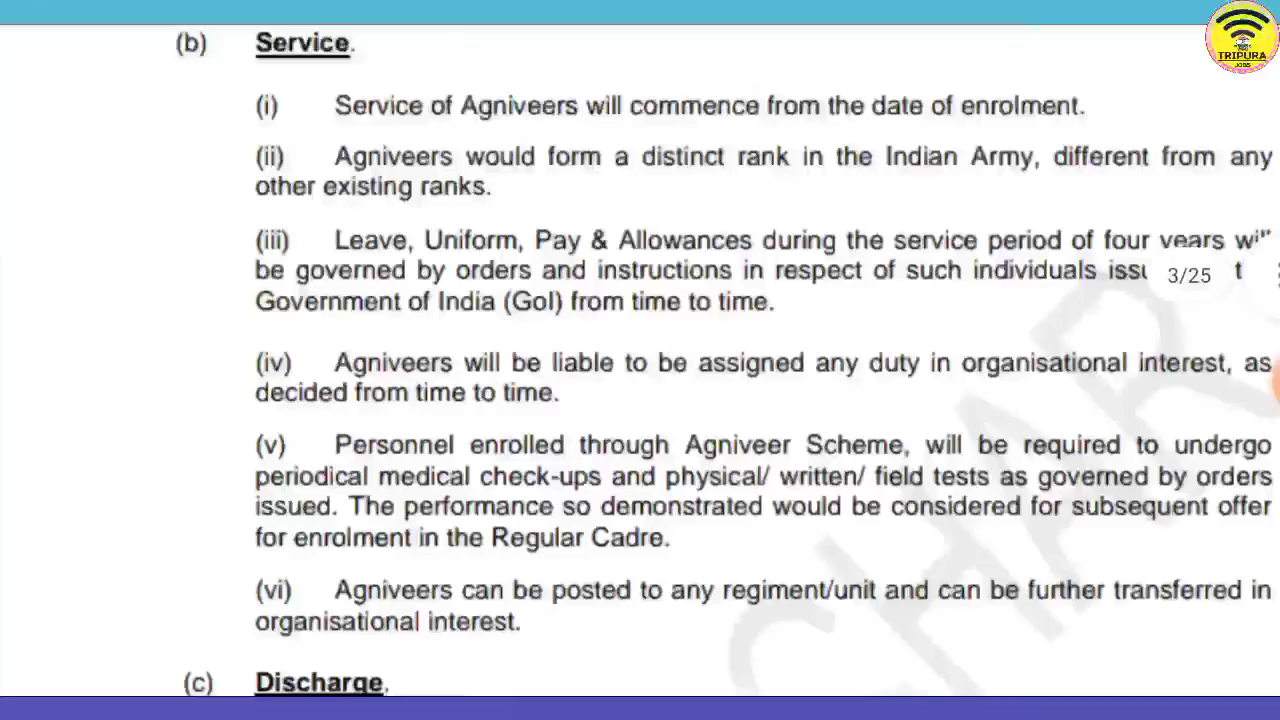 TRIPURA
JOBS
(b) Service.
(i) Service of Agniveers will commence from the date of enrolment.
(ii) Agniveers would form a distinct rank in the Indian Army, different from any
other existing ranks.
(iii) Leave, Uniform, Pay & Allowances during the service period of four years will
be governed by orders and instructions in respect of such individuals
3/25
Government of India (GoI) from time to time.
(iv) Agniveers will be liable to be assigned any duty in organisational interest, as
decided from time to time.
(v) Personnel enrolled through Agniveer Scheme, will be required to undergo
periodical medical check-ups and physical/ written/ field tests as governed by orders
issued. The performance so demonstrated would be considered for subsequent offer
for enrolment in the Regular Cadre.
(vi) Agniveers can be posted to any regiment/unit and can be further transferred in
organisational interest.
(c) Discharge.